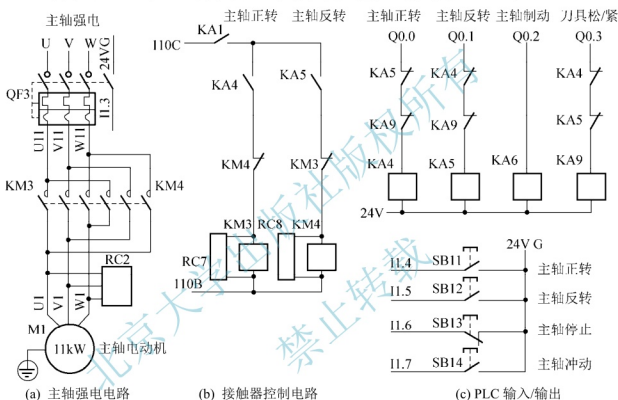 主轴强电
U V W
24VG
QF3
I1.3
U11
V11
W11
KM3
KM4
RC2
U1
V1
W1
M1
11kW
主轴电动机
(a) 主轴强电电路
主轴正转 主轴反转
110C
KA1
KA4
KA5
KM4
KM3
KM3
RC8
KM4
RC7
110B
(b) 接触器控制电路
主轴正转 主轴反转 主轴制动 刀具松/紧
Q0.0 Q0.1 Q0.2 Q0.3
KA5 KA4 KA4
KA9 KA9 KA5
KA4 KA5 KA6 KA9
24V
24V G
I1.4 SB11 主轴正转
I1.5 SB12 主轴反转
I1.6 SB13 主轴停止
I1.7 SB14 主轴冲动
(c) PLC 输入/输出
北京大学出版社版权所有
禁止转载